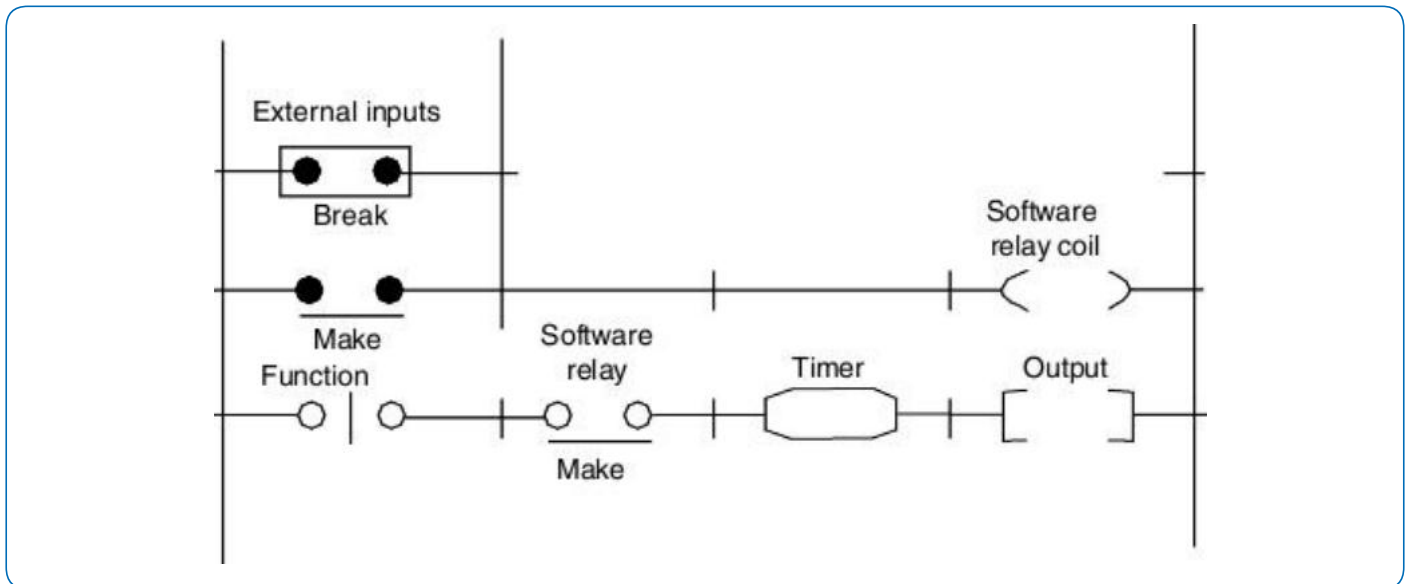 External inputs
Break
Software
relay coil
Make
Function
Software
relay
Make
Timer
Output